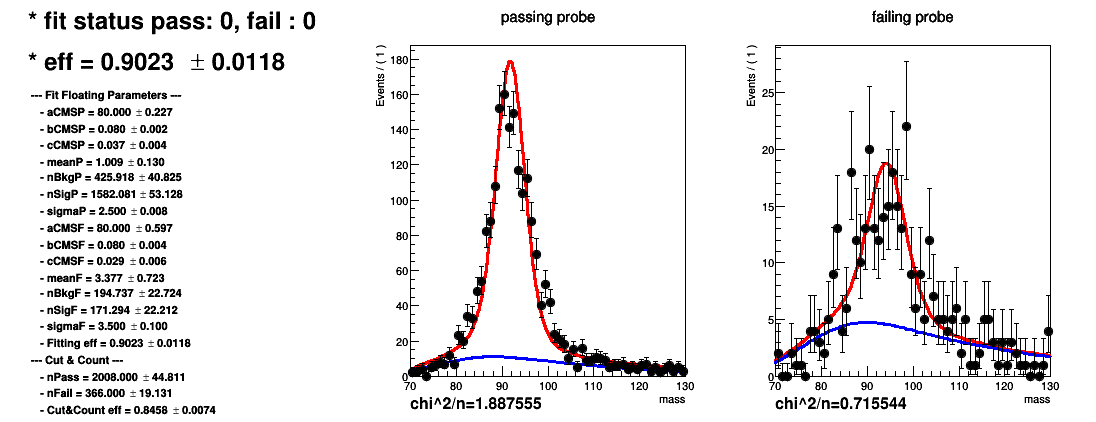 * fit status pass: 0, fail : 0
* eff = 0.9023 ± 0.0118
--- Fit Floating Parameters ---
- aCMSP = 80.000 ± 0.227
- bCMSP = 0.080 ± 0.002
- cCMSP = 0.037 ± 0.004
- meanP = 1.009 ± 0.130
- nBkgP = 425.918 ± 40.825
- nSigP = 1582.081 ± 53.128
- sigmaP = 2.500 ± 0.008
- aCMSF = 80.000 ± 0.597
- bCMSF = 0.080 ± 0.004
- cCMSF = 0.029 ± 0.006
- meanF = 3.377 ± 0.723
- nBkgF = 194.737 ± 22.724
- nSigF = 171.294 ± 22.212
- sigmaF = 3.500 ± 0.100
- Fitting eff = 0.9023 ± 0.0118
--- Cut & Count ---
- nPass = 2008.000 ± 44.811
- nFail = 366.000 ± 19.131
- Cut&Count eff = 0.8458 ± 0.0074
passing probe
Events / ( 1 )
180
160
140
120
100
80
60
40
20
0
70 80 90 100 110 120 130
mass
chi^2/n=1.887555
failing probe
Events / ( 1 )
25
20
15
10
5
0
70 80 90 100 110 120 130
mass
chi^2/n=0.715544